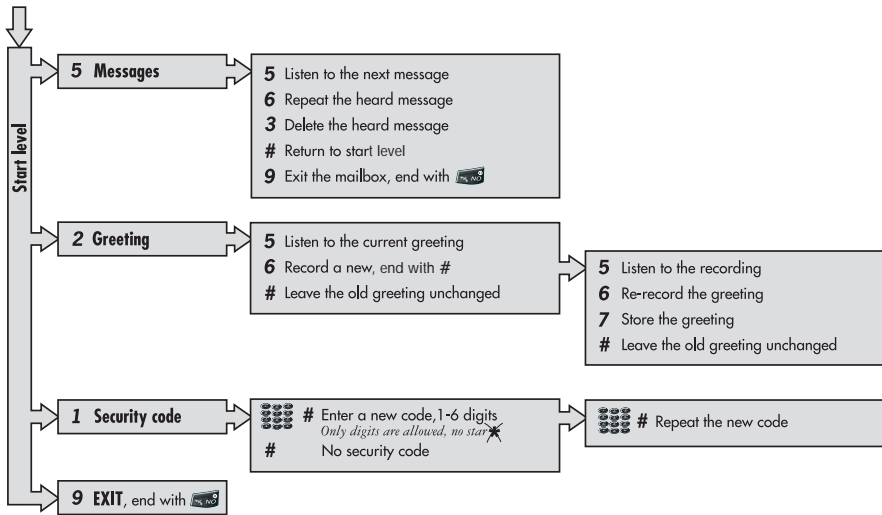 Start level
5 Messages
5 Listen to the next message
6 Repeat the heard message
3 Delete the heard message
# Return to start level
9 Exit the mailbox, end with NO
2 Greeting
5 Listen to the current greeting
6 Record a new, end with #
# Leave the old greeting unchanged
5 Listen to the recording
6 Re-record the greeting
7 Store the greeting
# Leave the old greeting unchanged
1 Security code
# Enter a new code,1-6 digits
Only digits are allowed, no star *
# No security code
# Repeat the new code
9 EXIT, end with NO